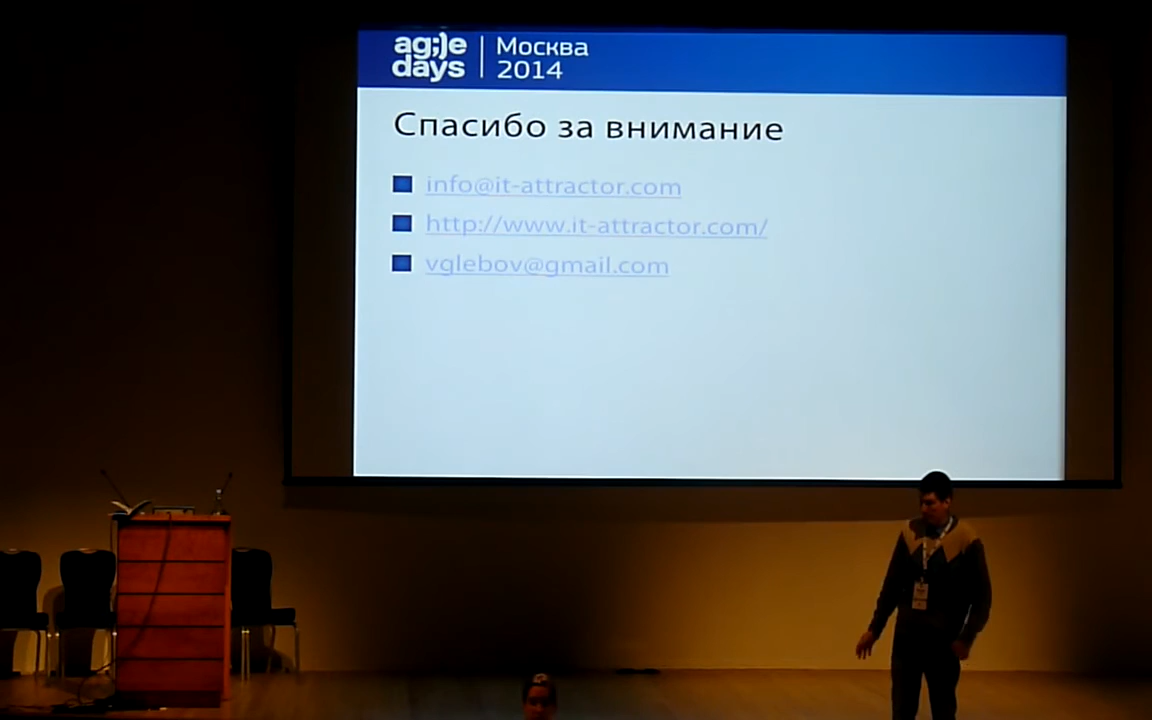 ag;)e days
Москва 2014
Спасибо за внимание
info@it-attractor.com
http://www.it-attractor.com/
vglebov@gmail.com